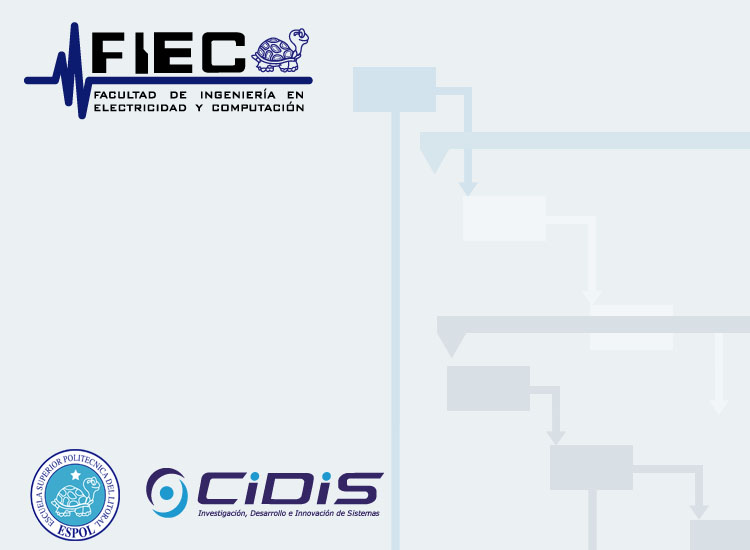 FIEC
FACULTAD DE INGENIERÍA EN
ELECTRICIDAD Y COMPUTACIÓN
ESCUELA SUPERIOR POLITECNICA DEL LITORAL
ESPOL
CiDiS
Investigación, Desarrollo e Innovación de Sistemas